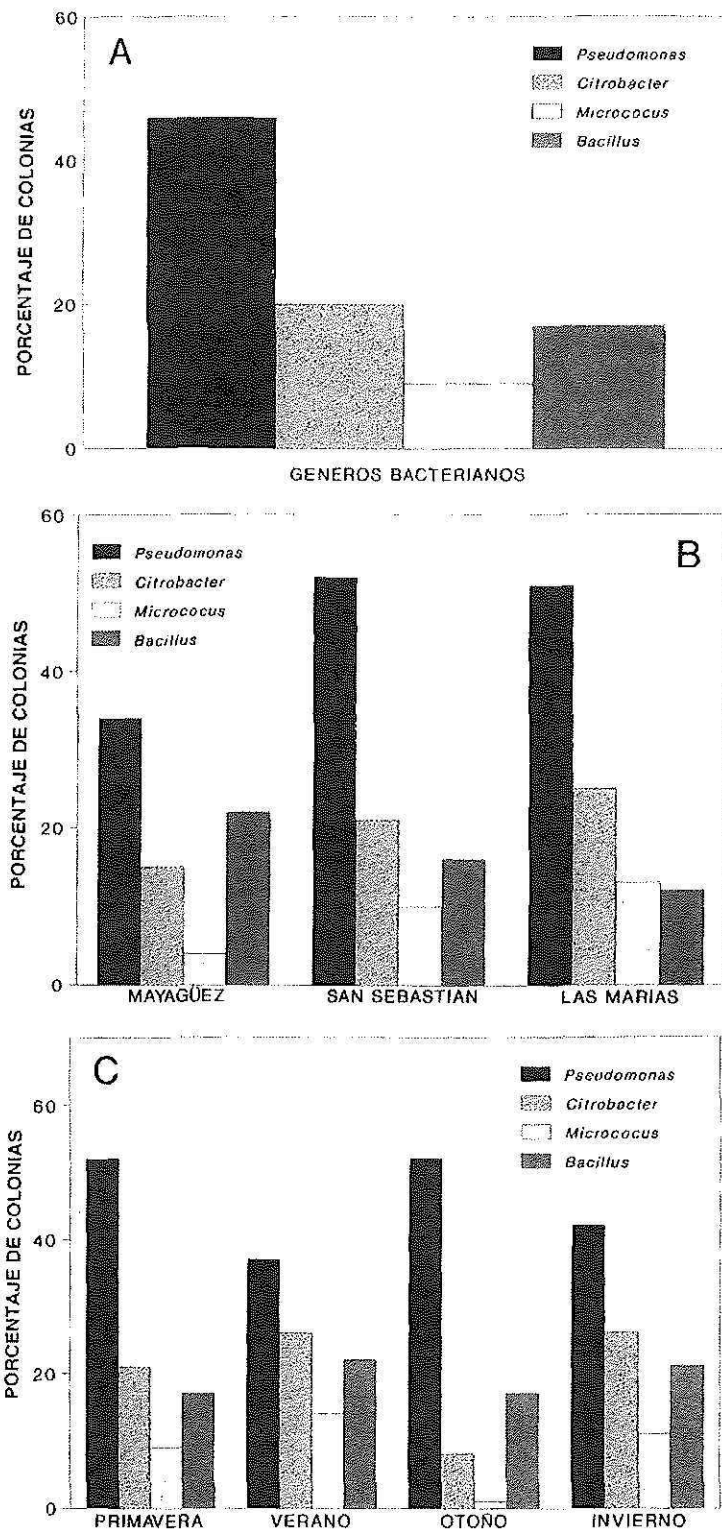 60
A
Pseudomonas
Citrobacter
Micrococus
Bacillus
40
20
0
PORCENTAJE DE COLONIAS
GENEROS BACTERIANOS
60
B
Pseudomonas
Citrobacter
Micrococus
Bacillus
40
20
0
PORCENTAJE DE COLONIAS
MAYAGÜEZ SAN SEBASTIAN LAS MARIAS
C
Pseudomonas
Citrobacter
Micrococus
Bacillus
60
40
20
0
PORCENTAJE DE COLONIAS
PRIMAVERA VERANO OTOÑO INVIERNO